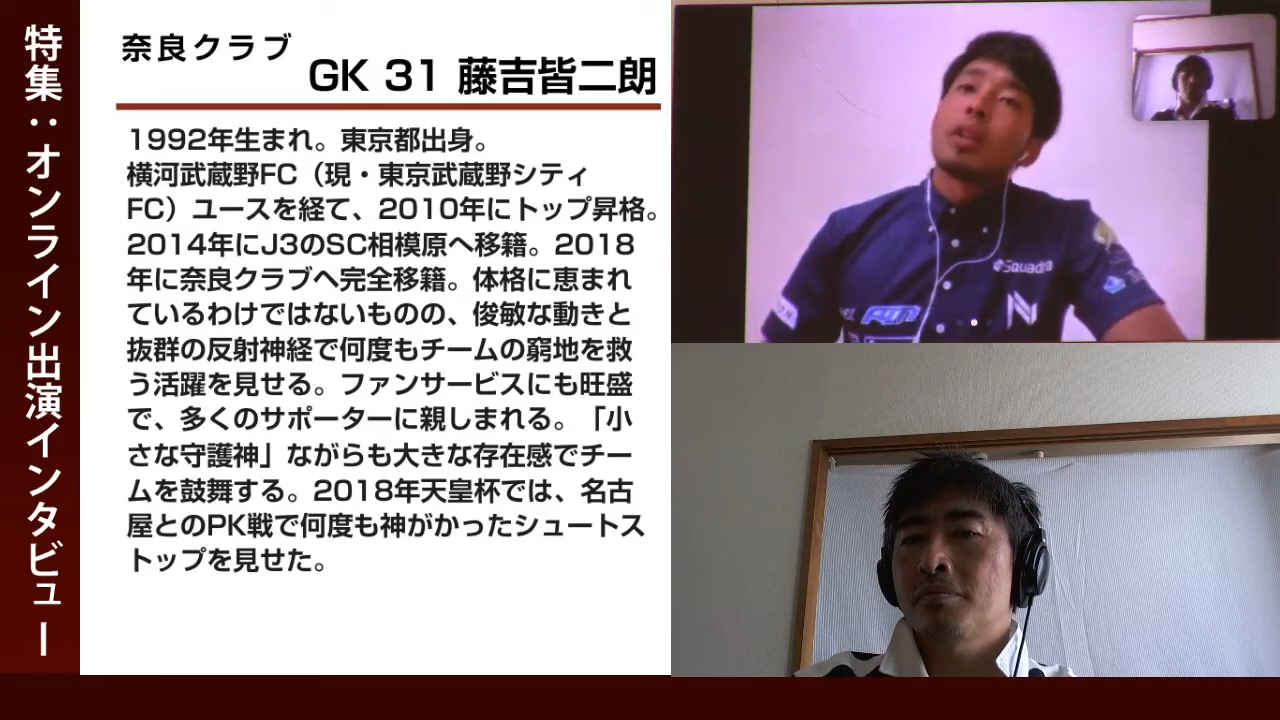 特集：オンライン出演インタビュー
奈良クラブ
GK 31 藤吉皆二朗
1992年生まれ。東京都出身。
横河武蔵野FC（現・東京武蔵野シティ
FC）ユースを経て、2010年にトップ昇格。
2014年にJ3のSC相模原へ移籍。2018
年に奈良クラブへ完全移籍。体格に恵まれ
ているわけではないものの、俊敏な動きと
抜群の反射神経で何度もチームの窮地を救
う活躍を見せる。ファンサービスにも旺盛
で、多くのサポーターに親しまれる。「小
さな守護神」ながらも大きな存在感でチー
ムを鼓舞する。2018年天皇杯では、名古
屋とのPK戦で何度も神がかったシュートス
トップを見せた。
Squadra